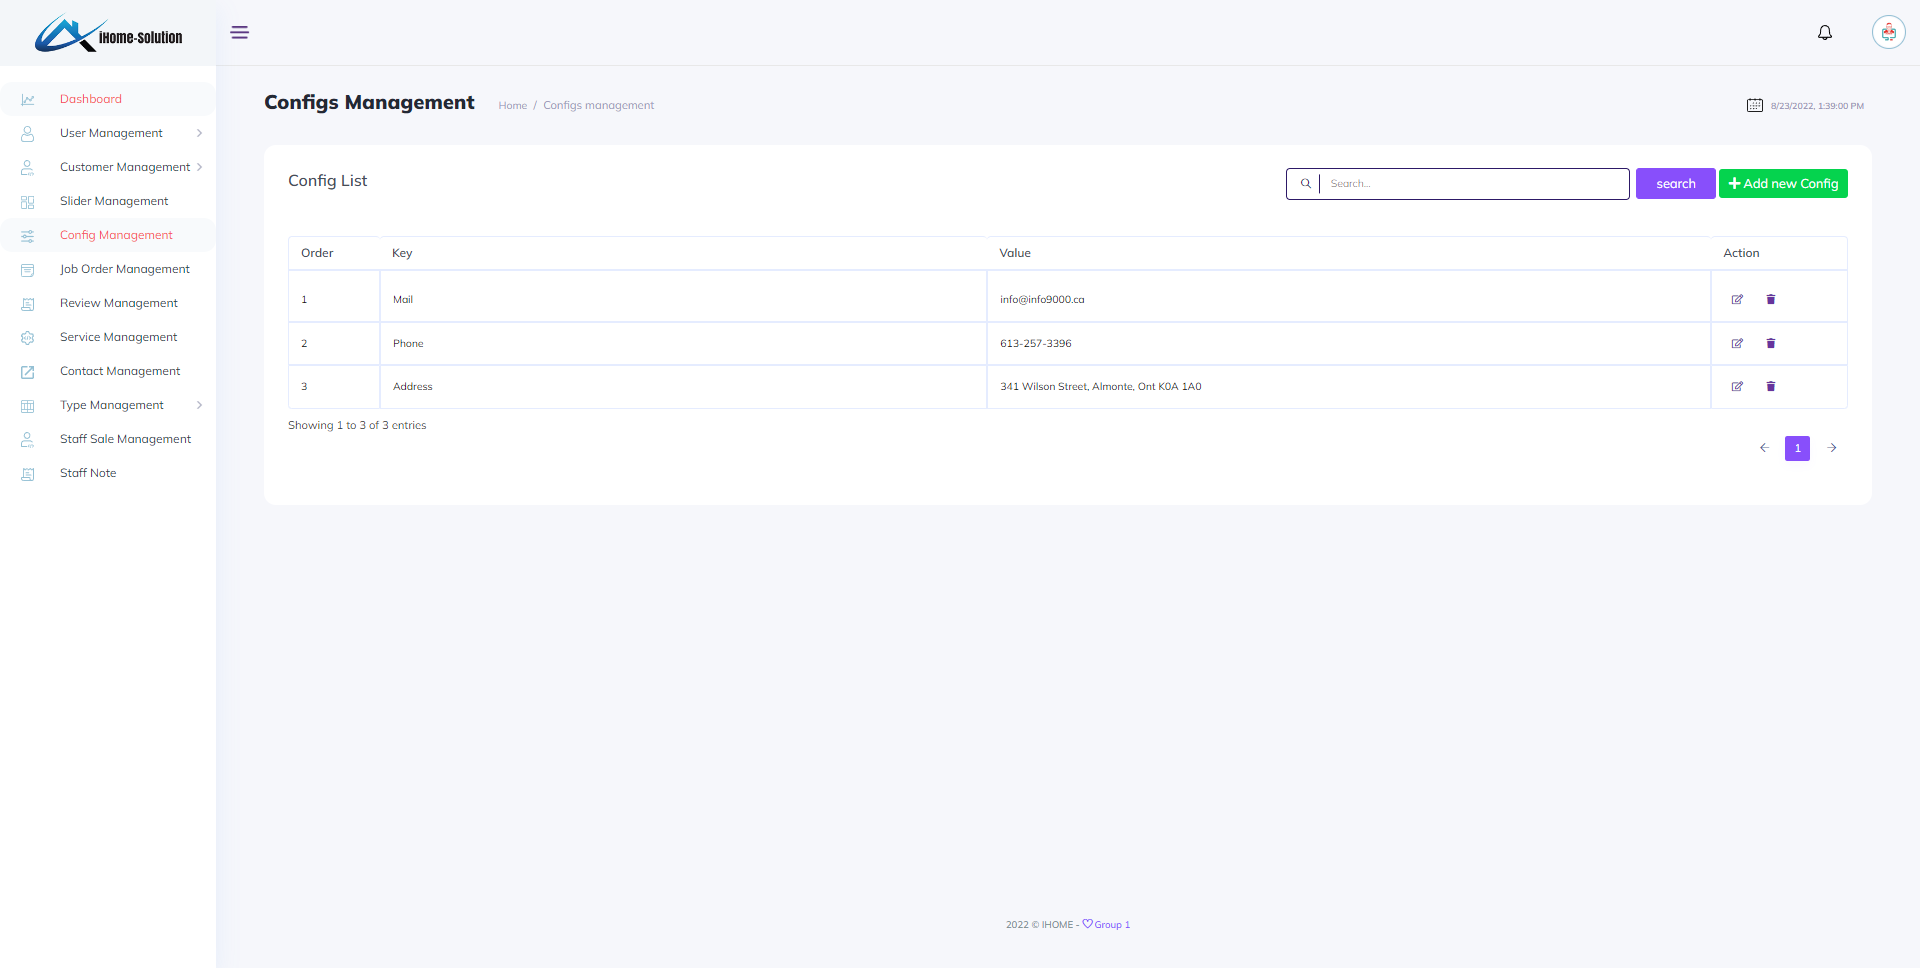 iHome-Solution
Dashboard
User Management
Customer Management
Slider Management
Config Management
Job Order Management
Review Management
Service Management
Contact Management
Type Management
Staff Sale Management
Staff Note
Configs Management
Home / Configs management
8/23/2022, 1:39:00 PM
Config List
Search...
search
Add new Config
Order Key Value Action
1 Mail info@info9000.ca
2 Phone 613-257-3396
3 Address 341 Wilson Street, Almonte, Ont K0A 1A0
Showing 1 to 3 of 3 entries
1
2022 © IHOME - Group 1